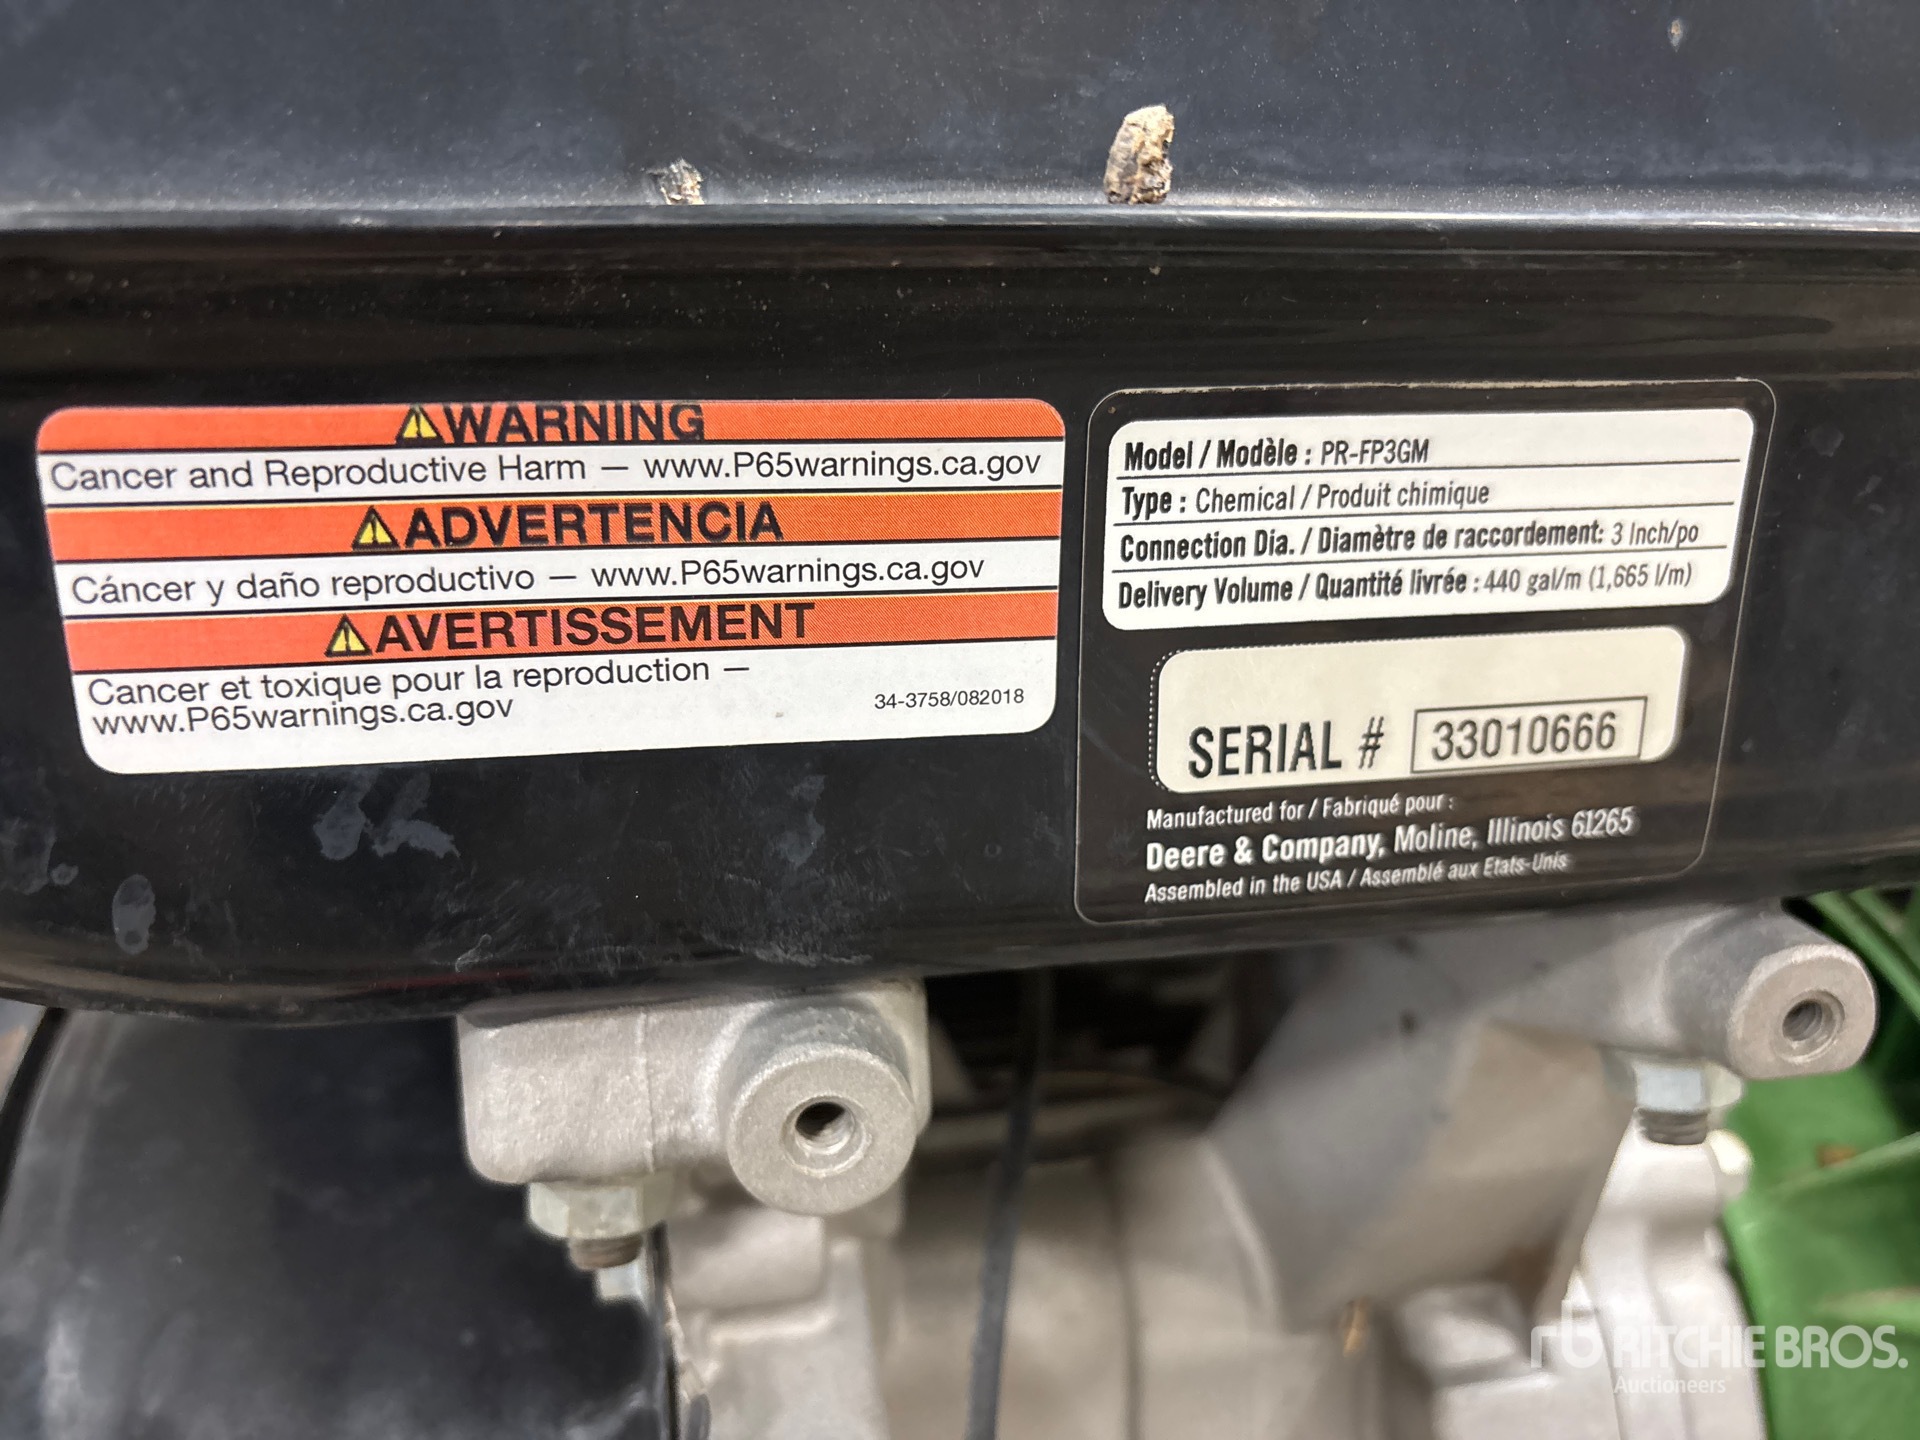 WARNING
Cancer and Reproductive Harm — www.P65warnings.ca.gov
ADVERTENCIA
Cáncer y daño reproductivo — www.P65warnings.ca.gov
AVERTISSEMENT
Cancer et toxique pour la reproduction —
www.P65warnings.ca.gov
34-3758/082018
Model / Modèle : PR-FP3GM
Type : Chemical / Produit chimique
Connection Dia. / Diamètre de raccordement: 3 Inch/po
Delivery Volume / Quantité livrée : 440 gal/m (1,665 l/m)
SERIAL # 33010666
Manufactured for / Fabriqué pour :
Deere & Company, Moline, Illinois 61265
Assembled in the USA / Assemblé aux Etats-Unis
rb RITCHIE BROS.
Auctioneers